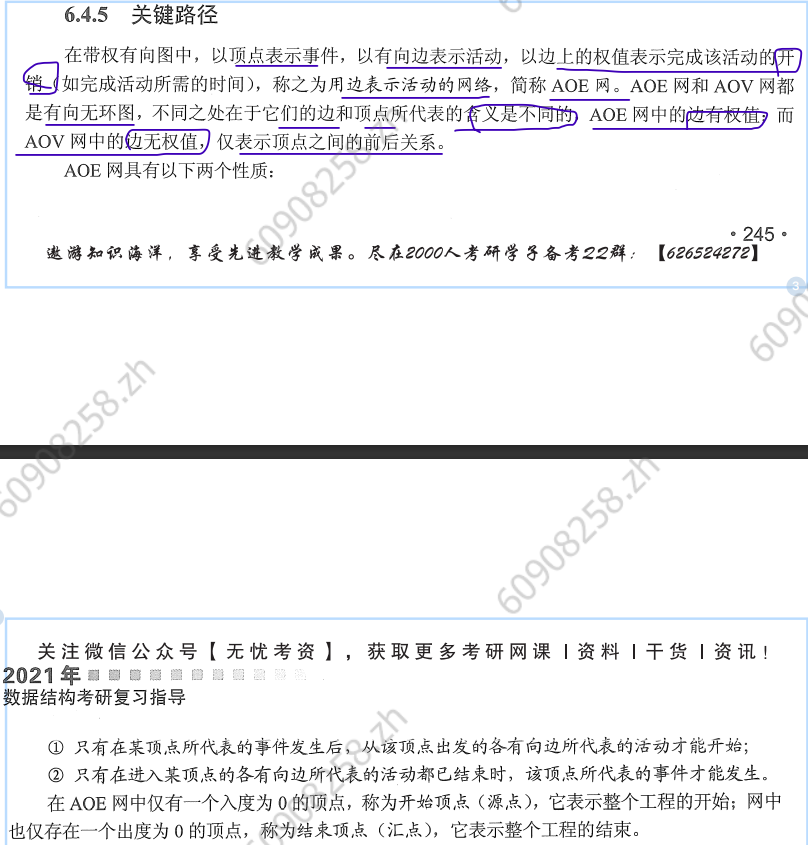 6.4.5 关键路径
在带权有向图中，以顶点表示事件，以有向边表示活动，以边上的权值表示完成该活动的开
销（如完成活动所需的时间），称之为用边表示活动的网络，简称 AOE 网。AOE 网和 AOV 网都
是有向无环图，不同之处在于它们的边和顶点所代表的含义是不同的，AOE 网中的边有权值；而
AOV 网中的边无权值，仅表示顶点之间的前后关系。
AOE 网具有以下两个性质：
• 245 •
遨游知识海洋，享受先进教学成果。尽在2000人考研学子备考22群：【626524272】
3
60908258.zh
60908258.zh
6090
60908258.zh
关注微信公众号【无忧考资】，获取更多考研网课丨资料丨干货丨资讯！
2021年
数据结构考研复习指导
① 只有在某顶点所代表的事件发生后，从该顶点出发的各有向边所代表的活动才能开始；
② 只有在进入某顶点的各有向边所代表的活动都已结束时，该顶点所代表的事件才能发生。
在 AOE 网中仅有一个入度为 0 的顶点，称为开始顶点（源点），它表示整个工程的开始；网中
也仅存在一个出度为 0 的顶点，称为结束顶点（汇点），它表示整个工程的结束。
60908258.zh